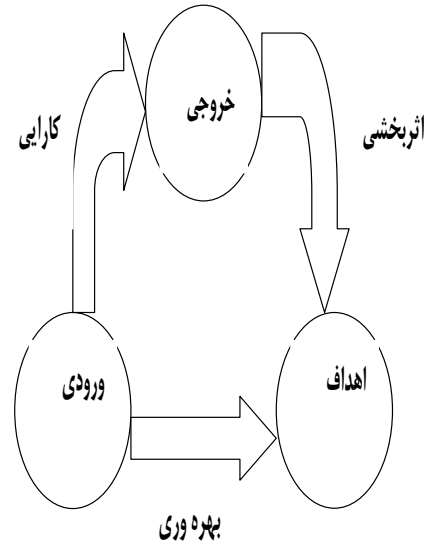 خروجی
کارایی
اثربخشی
ورودی
اهداف
بهره وری